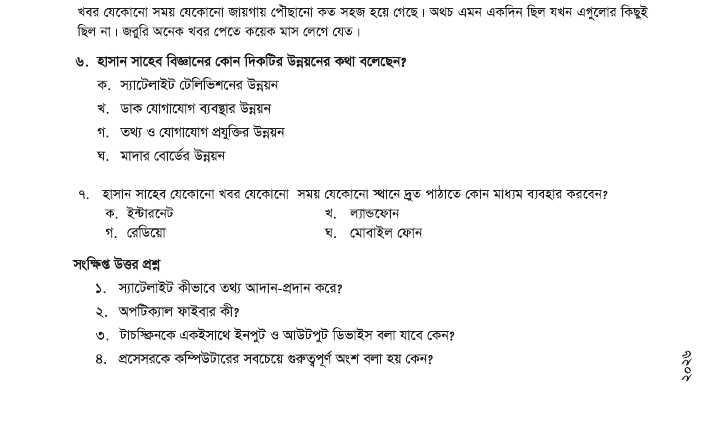 খবর যেকোনো সময় যেকোনো জায়গায় পৌছানো কত সহজ হয়ে গেছে। অথচ এমন একদিন ছিল যখন এগুলোর কিছুই
ছিল না। জরুরি অনেক খবর পেতে কয়েক মাস লেগে যেত।
৬. হাসান সাহেব বিজ্ঞানের কোন দিকটির উন্নয়নের কথা বলেছেন?
ক. স্যাটেলাইট টেলিভিশনের উন্নয়ন
খ. ডাক যোগাযোগ ব্যবস্থার উন্নয়ন
গ. তথ্য ও যোগাযোগ প্রযুক্তির উন্নয়ন
ঘ. মাদার বোর্ডের উন্নয়ন
৭. হাসান সাহেব যেকোনো খবর যেকোনো সময় যেকোনো স্থানে দ্রুত পাঠাতে কোন মাধ্যম ব্যবহার করবেন?
ক. ইন্টারনেট খ. ল্যান্ডফোন
গ. রেডিয়ো ঘ. মোবাইল ফোন
সংক্ষিপ্ত উত্তর প্রশ্ন
১. স্যাটেলাইট কীভাবে তথ্য আদান-প্রদান করে?
২. অপটিক্যাল ফাইবার কী?
৩. টাচস্ক্রিনকে একইসাথে ইনপুট ও আউটপুট ডিভাইস বলা যাবে কেন?
৪. প্রসেসরকে কম্পিউটারের সবচেয়ে গুরুত্বপূর্ণ অংশ বলা হয় কেন?
২০২৬